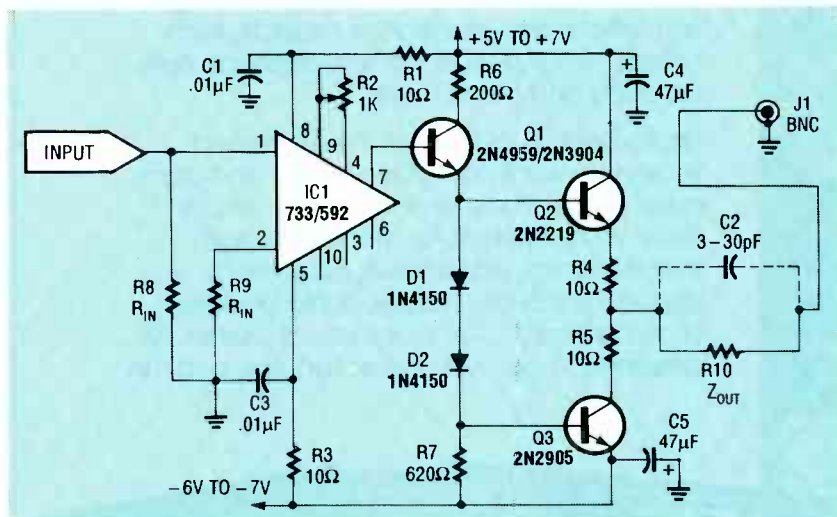 +5V TO +7V
C1
.01µF
R1
10Ω
R6
200Ω
C4
47µF
J1
BNC
R2
1K
Q1
2N4959/2N3904
INPUT
1
8
9
4
7
IC1
733/592
6
3
10
2
5
Q2
2N2219
C2
3–30pF
D1
1N4150
R4
10Ω
R8
RIN
R9
RIN
D2
1N4150
R5
10Ω
R10
ZOUT
C3
.01µF
Q3
2N2905
C5
47µF
R3
10Ω
R7
620Ω
−6V TO −7V
+
+